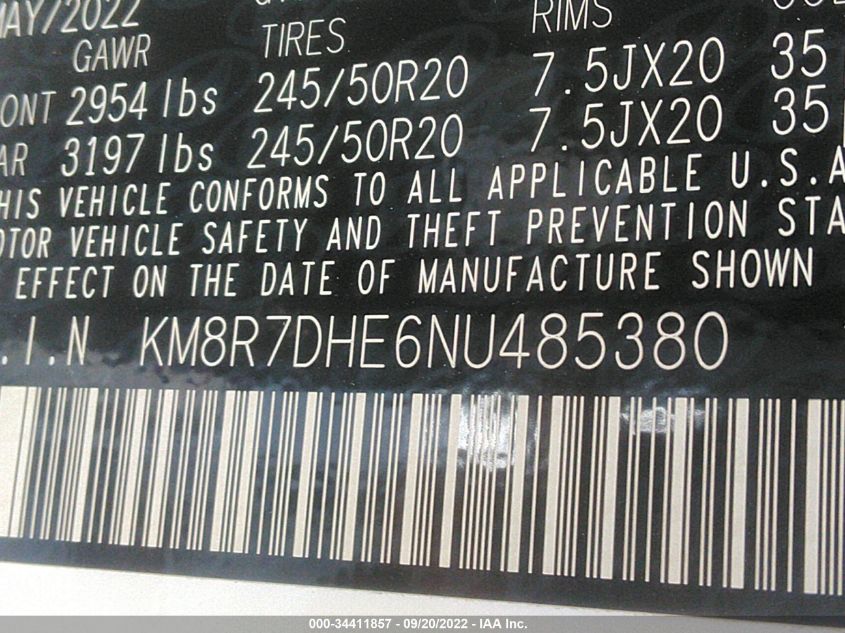 MAY/2022
GAWR TIRES RIMS
ONT 2954 lbs 245/50R20 7.5JX20 35
AR 3197 lbs 245/50R20 7.5JX20 35
HIS VEHICLE CONFORMS TO ALL APPLICABLE U.S.A
OTOR VEHICLE SAFETY AND THEFT PREVENTION STA
EFFECT ON THE DATE OF MANUFACTURE SHOWN
.I.N KM8R7DHE6NU485380
000-34411857 - 09/20/2022 - IAA Inc.